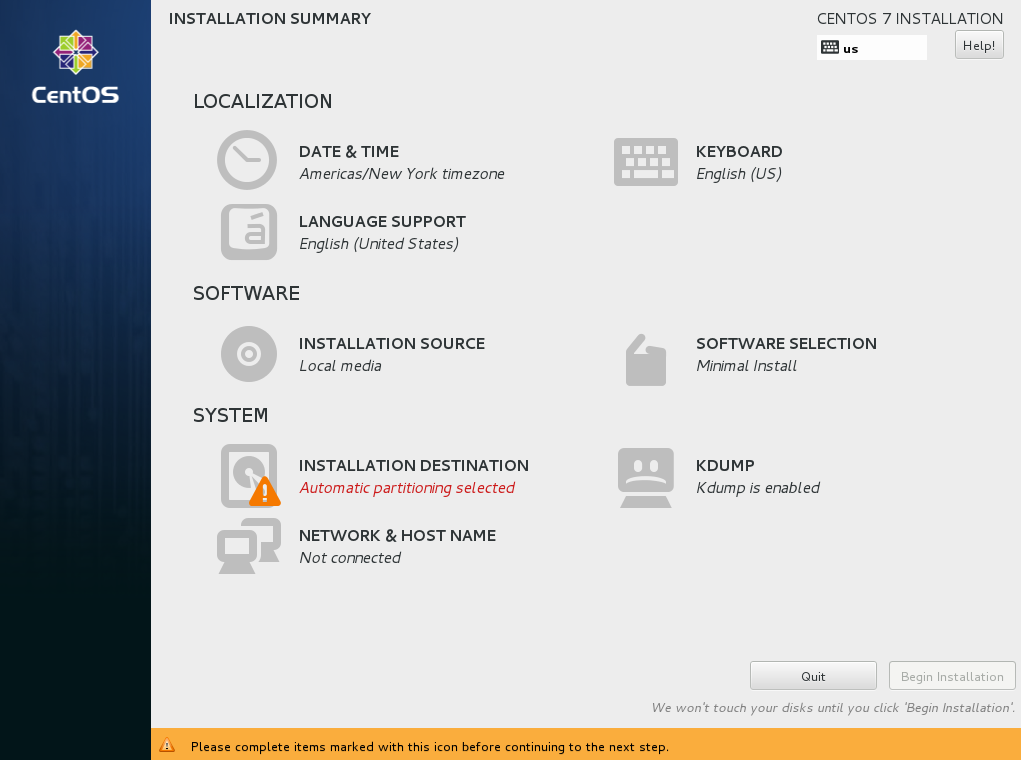 INSTALLATION SUMMARY
CENTOS 7 INSTALLATION
us
Help!
CentOS
LOCALIZATION
DATE & TIME
Americas/New York timezone
KEYBOARD
English (US)
á
LANGUAGE SUPPORT
English (United States)
SOFTWARE
INSTALLATION SOURCE
Local media
SOFTWARE SELECTION
Minimal Install
SYSTEM
INSTALLATION DESTINATION
Automatic partitioning selected
KDUMP
Kdump is enabled
NETWORK & HOST NAME
Not connected
Quit
Begin Installation
We won't touch your disks until you click 'Begin Installation'.
Please complete items marked with this icon before continuing to the next step.